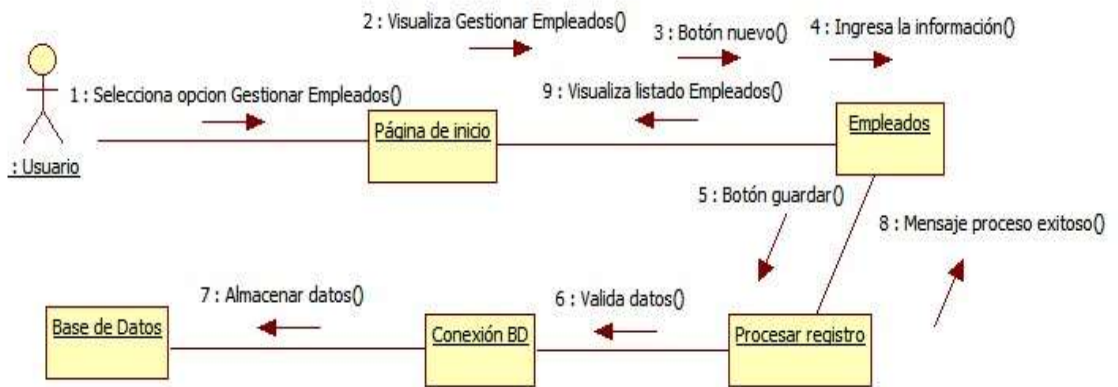 2 : Visualiza Gestionar Empleados()
3 : Botón nuevo()
4 : Ingresa la información()
1 : Selecciona opcion Gestionar Empleados()
9 : Visualiza listado Empleados()
Página de inicio
Empleados
: Usuario
5 : Botón guardar()
8 : Mensaje proceso exitoso()
7 : Almacenar datos()
6 : Valida datos()
Base de Datos
Conexión BD
Procesar registro